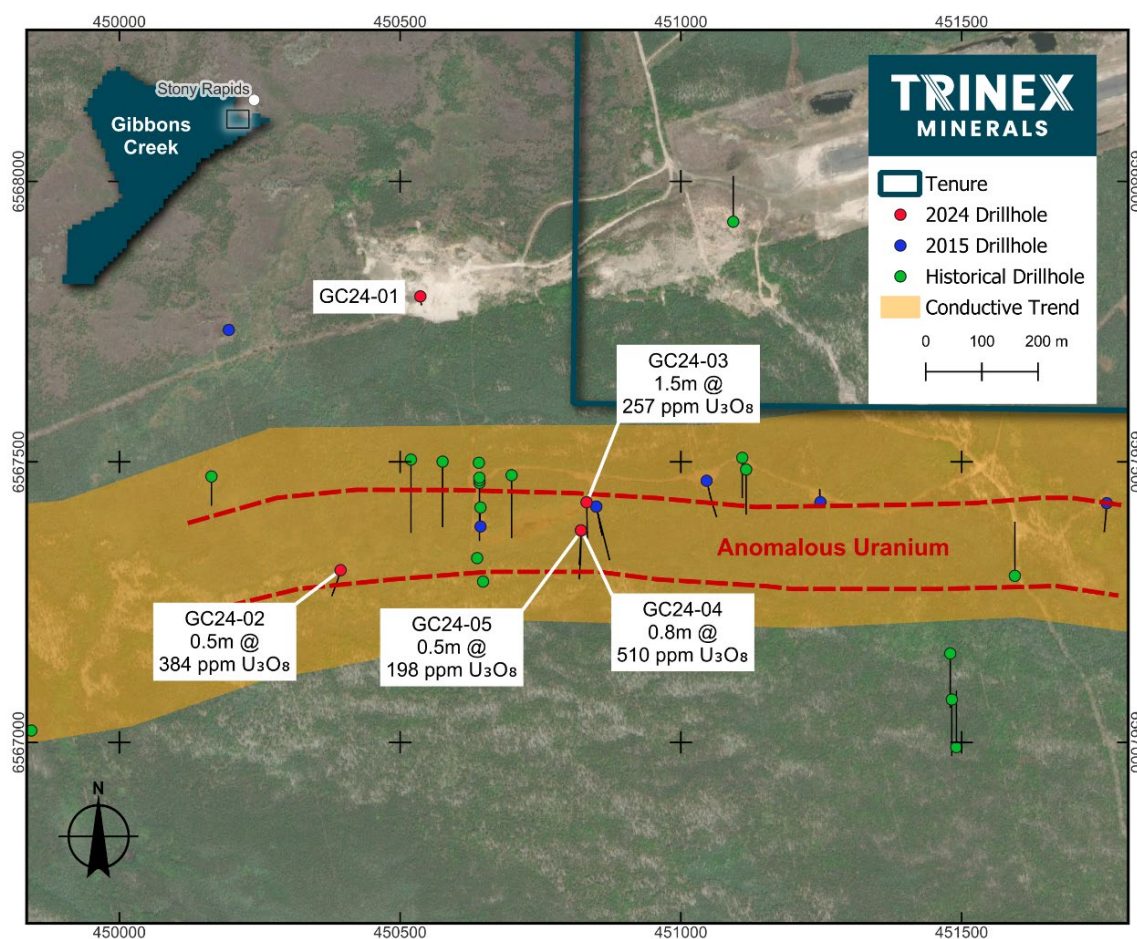 450000
450500
451000
451500
Stony Rapids
Gibbons
Creek
TRINEX
MINERALS
Tenure
2024 Drillhole
2015 Drillhole
Historical Drillhole
Conductive Trend
0 100 200 m
6568000
6568000
GC24-01
GC24-03
1.5m @
257 ppm U₃O₈
6567500
6567500
Anomalous Uranium
GC24-02
0.5m @
384 ppm U₃O₈
GC24-05
0.5m @
198 ppm U₃O₈
GC24-04
0.8m @
510 ppm U₃O₈
6567000
6567000
N
450000
450500
451000
451500